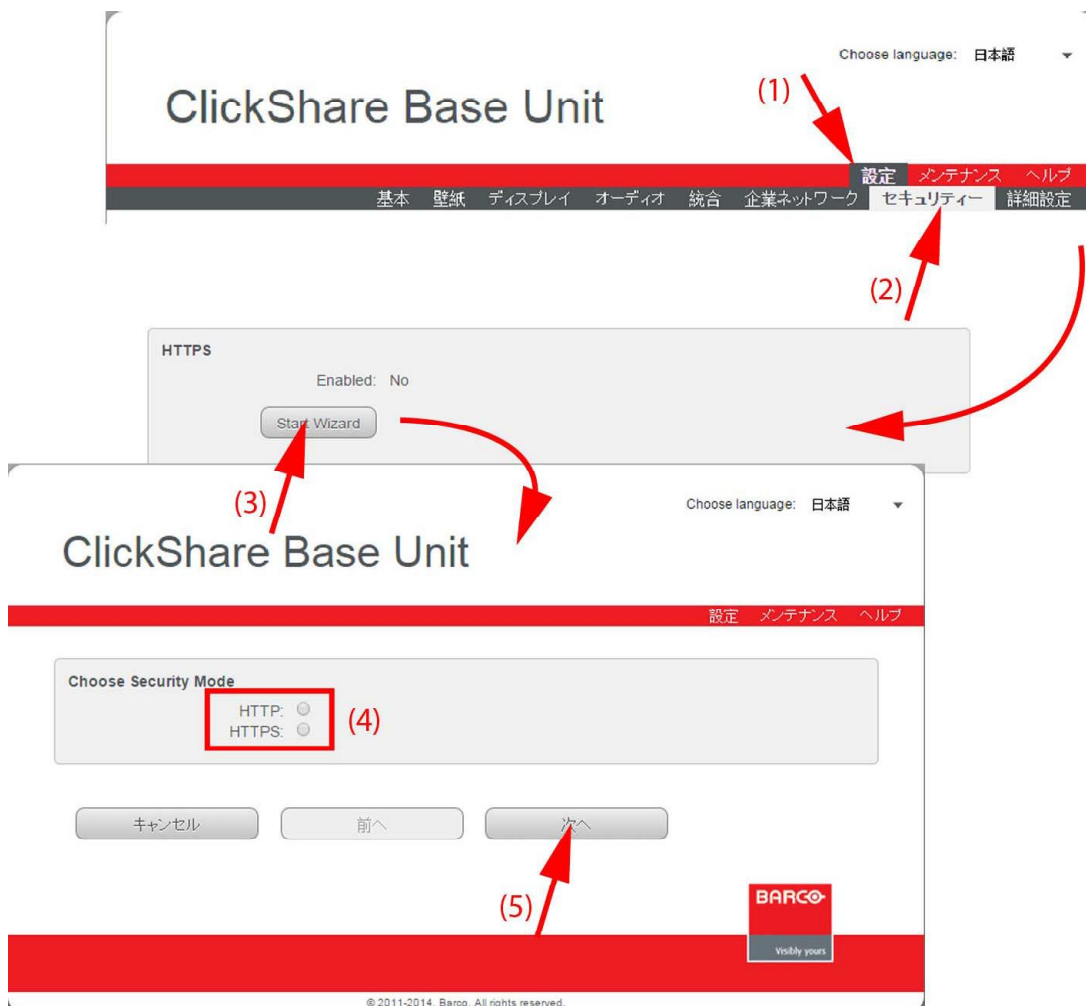 Choose language: 日本語
(1)
ClickShare Base Unit
設定 メンテナンス ヘルプ
基本 壁紙 ディスプレイ オーディオ 統合 企業ネットワーク セキュリティー 詳細設定
(2)
HTTPS
Enabled: No
Start Wizard
(3)
Choose language: 日本語
ClickShare Base Unit
設定 メンテナンス ヘルプ
Choose Security Mode
HTTP:
(4)
HTTPS:
キャンセル 前へ 次へ
(5)
BARCO
Visibly yours
© 2011-2014, Barco. All rights reserved.